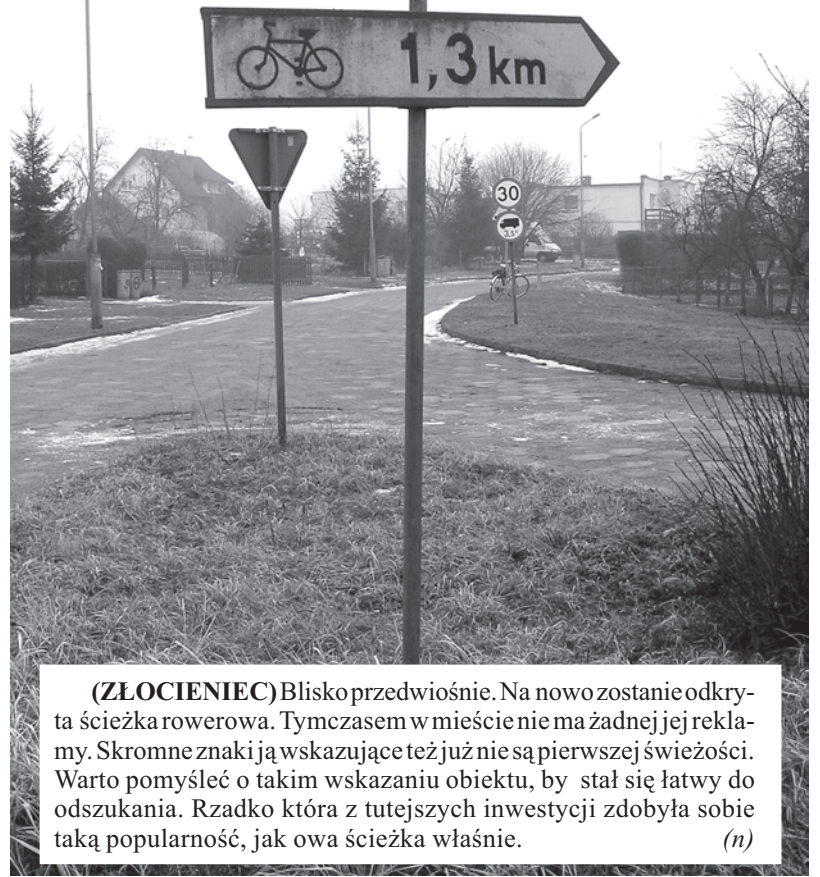 1,3 km
30
3,5t
(ZŁOCIENIEC) Blisko przedwiośnie. Na nowo zostanie odkry-
ta ścieżka rowerowa. Tymczasem w mieście nie ma żadnej jej rekla-
my. Skromne znaki ją wskazujące też już nie są pierwszej świeżości.
Warto pomyśleć o takim wskazaniu obiektu, by stał się łatwy do
odszukania. Rzadko która z tutejszych inwestycji zdobyła sobie
taką popularność, jak owa ścieżka właśnie. (n)